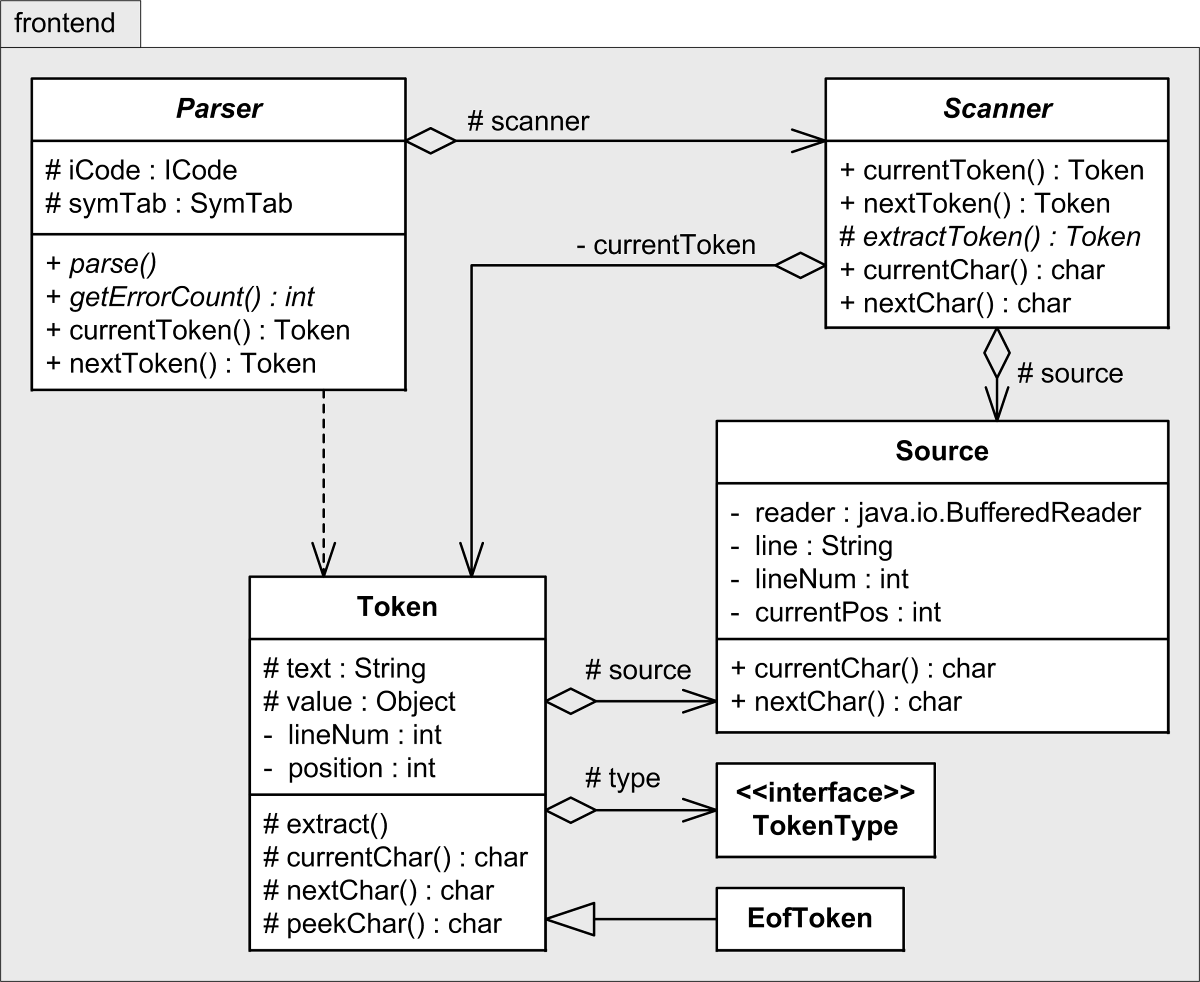 frontend
Parser
# iCode : ICode
# symTab : SymTab
+ parse()
+ getErrorCount() : int
+ currentToken() : Token
+ nextToken() : Token
# scanner
Scanner
+ currentToken() : Token
+ nextToken() : Token
# extractToken() : Token
+ currentChar() : char
+ nextChar() : char
- currentToken
# source
Source
- reader : java.io.BufferedReader
- line : String
- lineNum : int
- currentPos : int
+ currentChar() : char
+ nextChar() : char
Token
# text : String
# value : Object
- lineNum : int
- position : int
# extract()
# currentChar() : char
# nextChar() : char
# peekChar() : char
# source
# type
<<interface>>
TokenType
EofToken